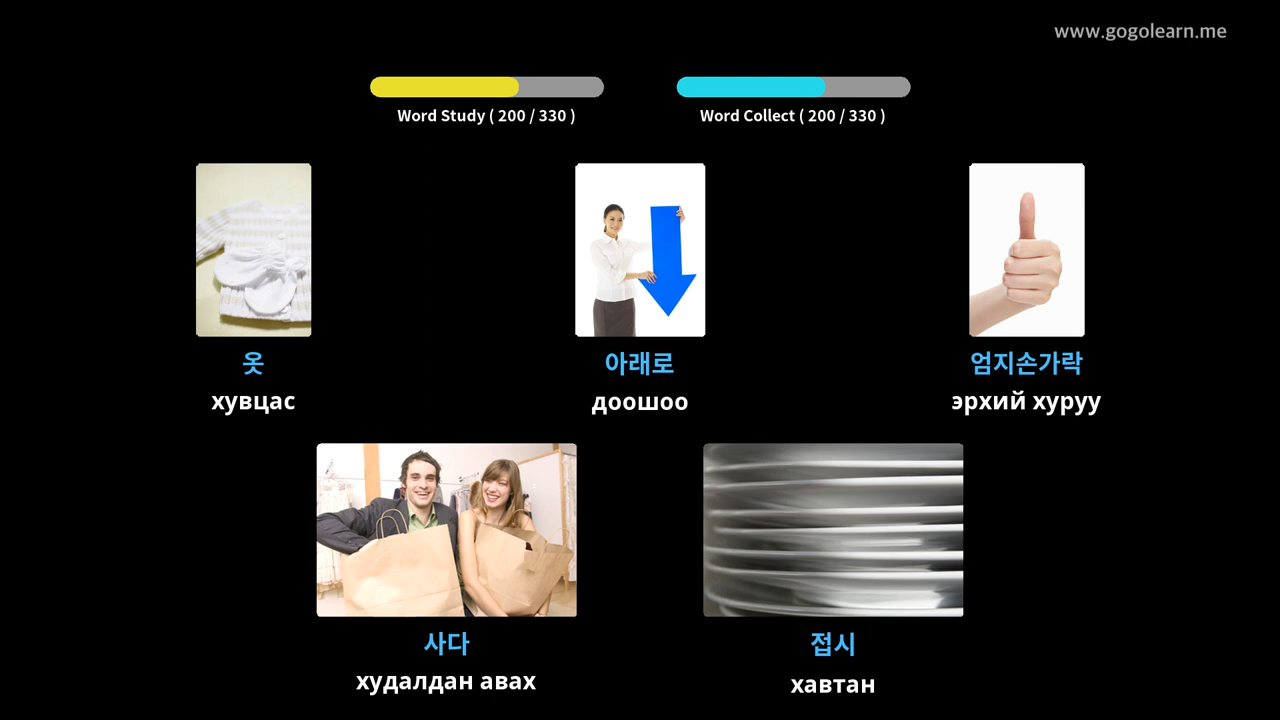 www.gogolearn.me
Word Study ( 200 / 330 )
Word Collect ( 200 / 330 )
옷
хувцас
아래로
доошоо
엄지손가락
эрхий хуруу
사다
худалдан авах
접시
хавтан